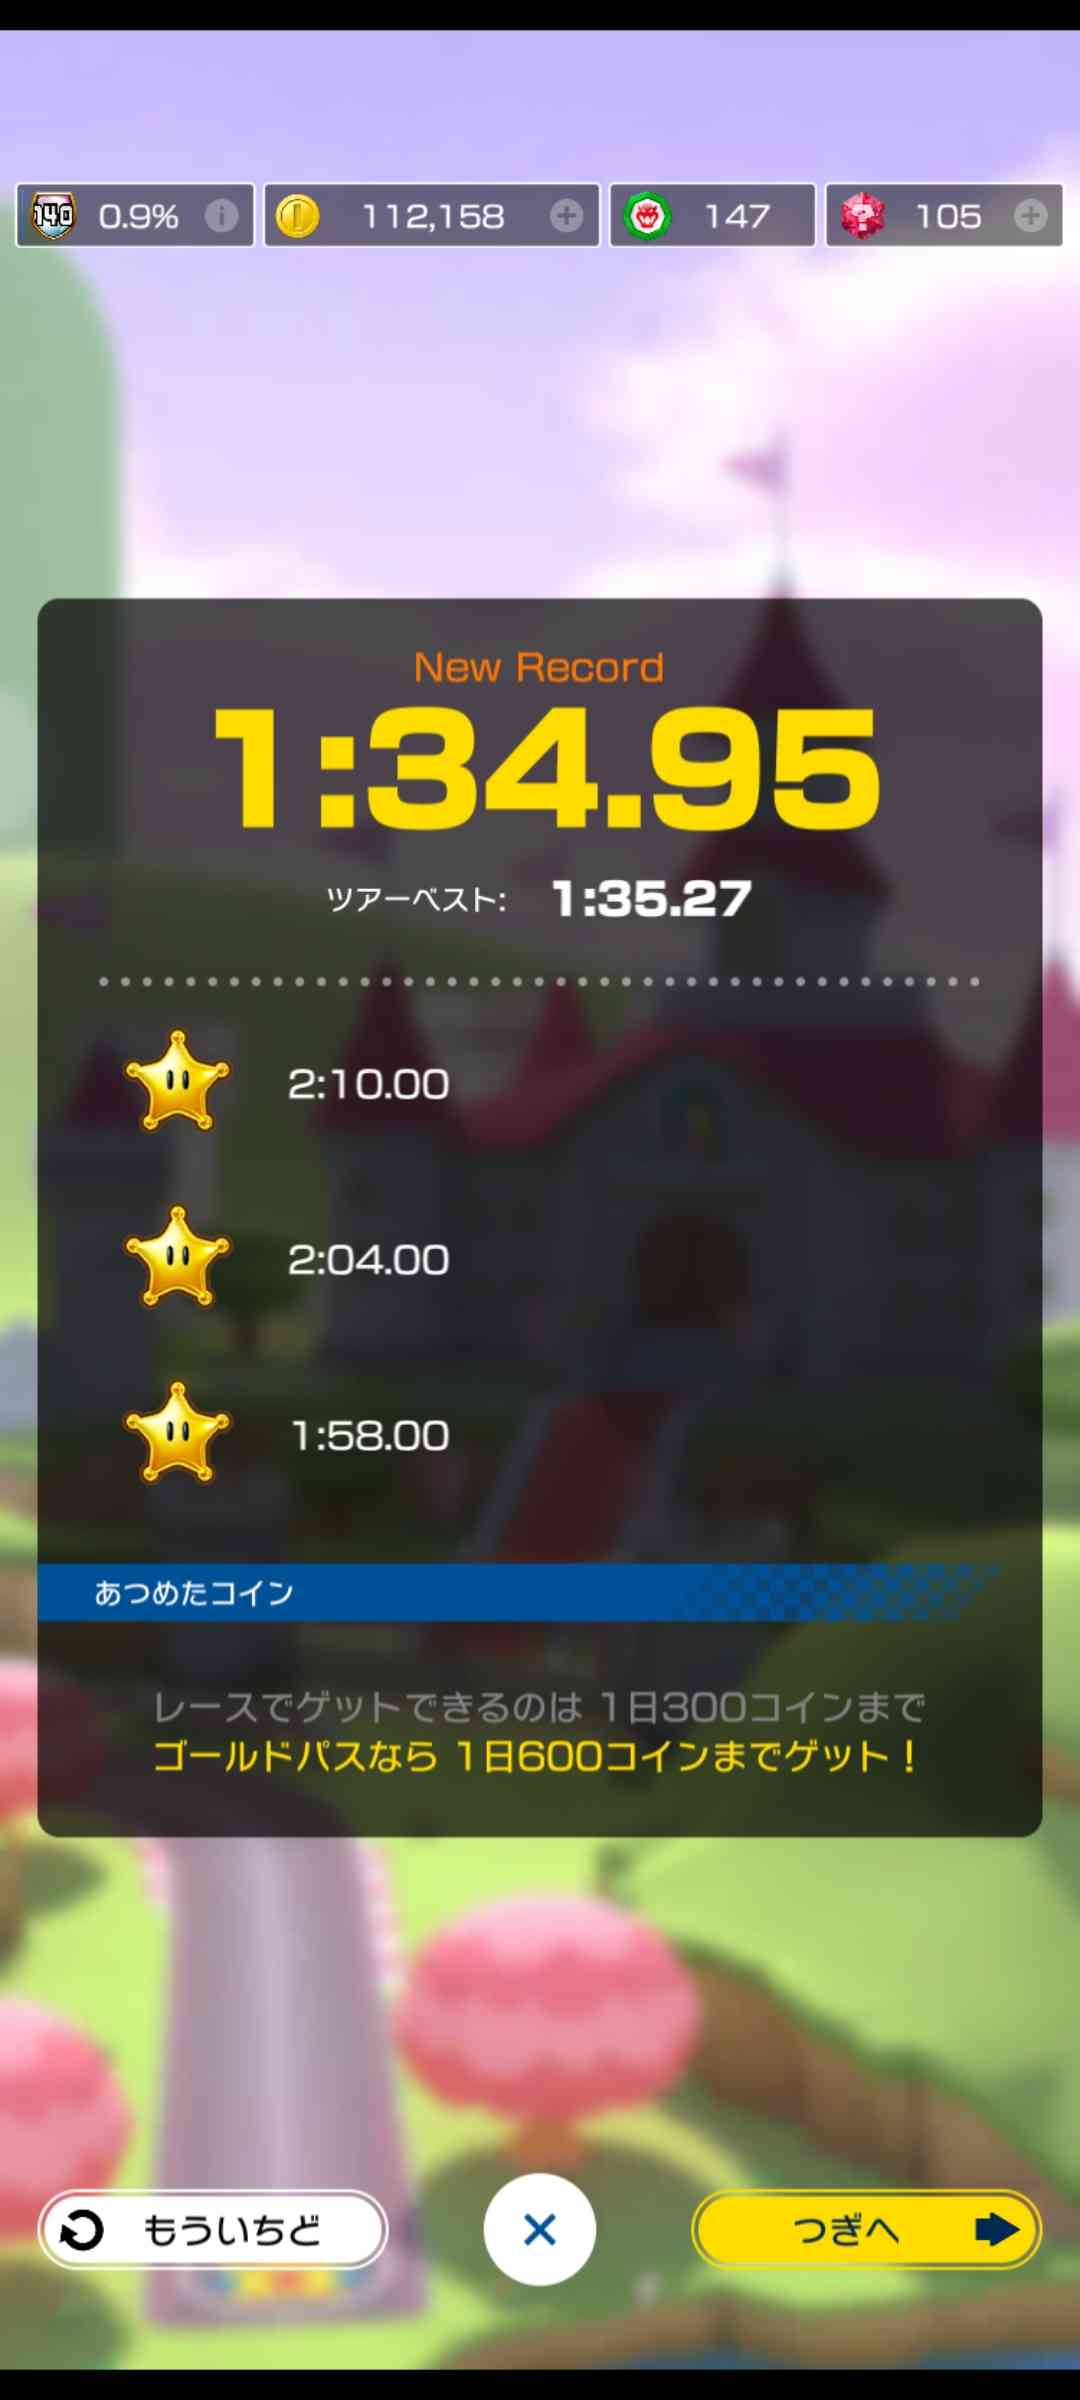 140 0.9% 112,158 147 105
New Record
1:34.95
ツアーベスト: 1:35.27
2:10.00
2:04.00
1:58.00
あつめたコイン
レースでゲットできるのは 1日300コインまで
ゴールドパスなら 1日600コインまでゲット！
もういちど つぎへ